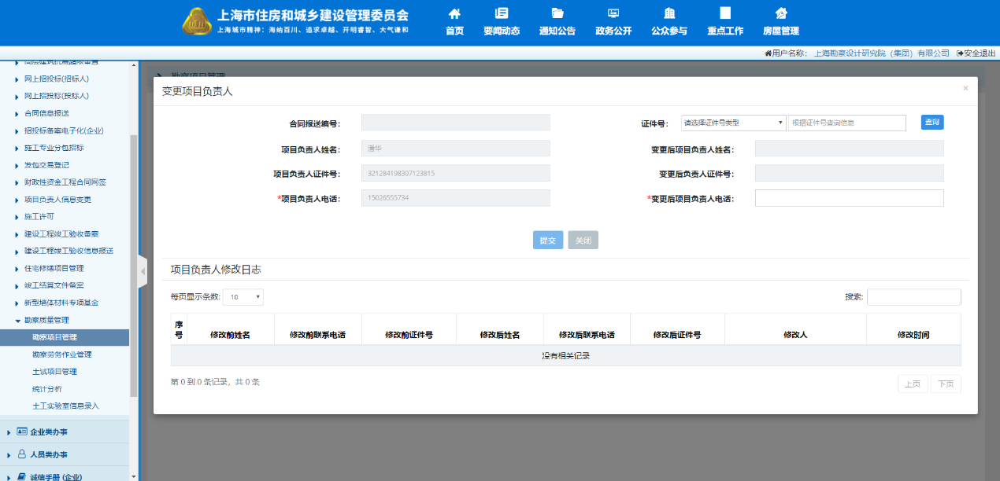 上海市住房和城乡建设管理委员会
上海城市精神：海纳百川、追求卓越、开明睿智、大气谦和
首页 要闻动态 通知公告 政务公开 公众参与 重点工作 房屋管理
用户名称： 上海勘察设计研究院（集团）有限公司 安全退出
网上招投标(招标人)
网上招投标(投标人)
合同信息报送
招投标备案电子化(企业)
施工专业分包招标
发包交易登记
财政性资金工程合同网签
项目负责人信息变更
施工许可
建设工程竣工验收备案
建设工程竣工验收信息报送
住宅修缮项目管理
竣工结算文件备案
新型墙体材料专项基金
勘察质量管理
勘察项目管理
勘察劳务作业管理
土试项目管理
统计分析
土工实验室信息录入
企业类办事
人员类办事
诚信手册 (企业)
勘察项目管理
变更项目负责人 ×
合同报送编号： 证件号： 请选择证件号类型 根据证件号查询信息 查询
项目负责人姓名： 潘华 变更后项目负责人姓名：
项目负责人证件号： 321284198307123815 变更后负责人证件号：
*项目负责人电话： 15026555734 *变更后项目负责人电话：
提交 关闭
项目负责人修改日志
每页显示条数: 10 搜索:
序号 修改前姓名 修改前联系电话 修改前证件号 修改后姓名 修改后联系电话 修改后证件号 修改人 修改时间
没有相关记录
第 0 到 0 条记录，共 0 条 上页 下页